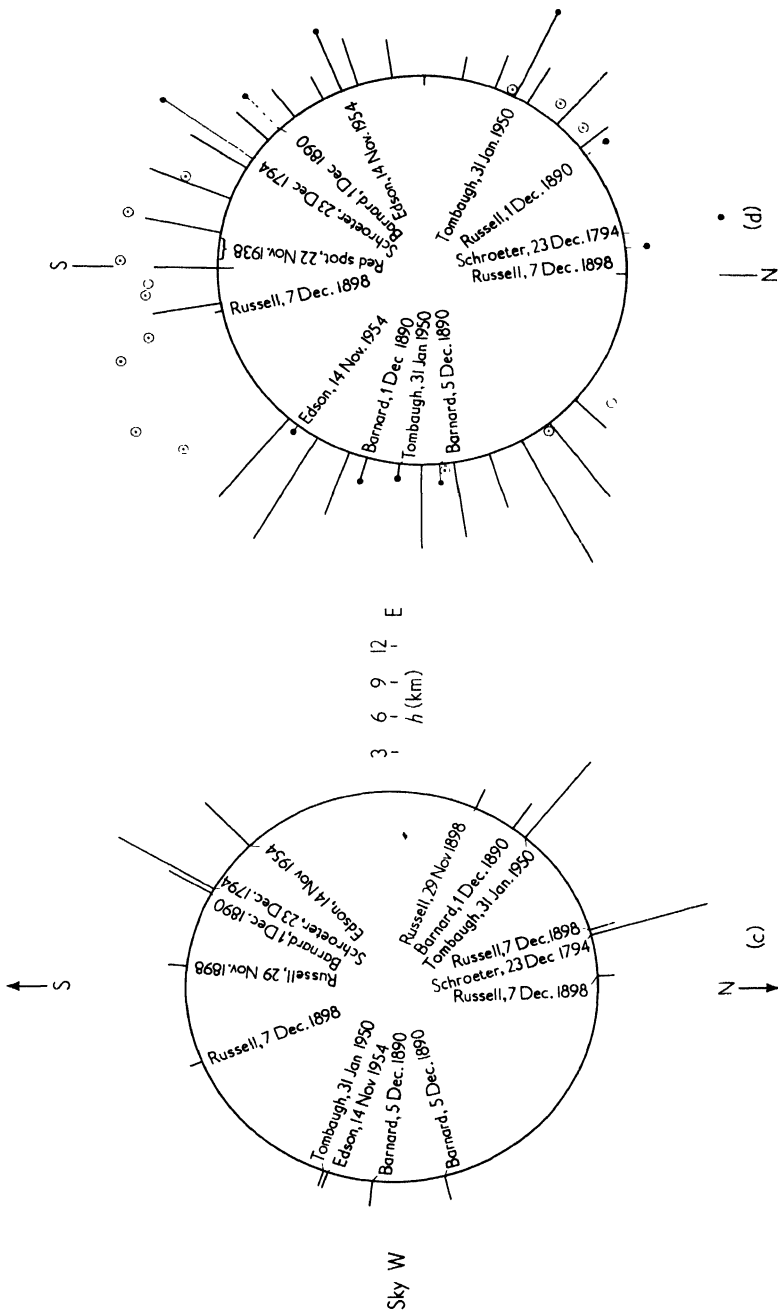 S
Russell, 7 Dec. 1898
Red spot, 22 Nov. 1938
Schroeter, 23 Dec 1794
Barnard, 1 Dec 1890
Edson, 14 Nov. 1954
Edson, 14 Nov. 1954
Barnard, 1 Dec 1890
Tombaugh, 31 Jan 1950
Barnard, 5 Dec. 1890
Tombaugh, 31 Jan. 1950
Russell, 1 Dec. 1890
Schroeter, 23 Dec. 1794
Russell, 7 Dec. 1898
N
(d)
3 6 9 12 E
h (km)
S
Russell, 7 Dec. 1898
Russell, 29 Nov. 1898
Barnard, 1 Dec. 1890
Schroeter, 23 Dec. 1794
Edson, 14 Nov 1954
Tombaugh, 31 Jan 1950
Edson, 14 Nov 1954
Barnard, 5 Dec. 1890
Barnard, 5 Dec. 1890
Russell, 29 Nov 1898
Barnard, 1 Dec. 1890
Tombaugh, 31 Jan. 1950
Russell, 7 Dec. 1898
Schroeter, 23 Dec 1794
Russell, 7 Dec. 1898
Sky W
N
(c)